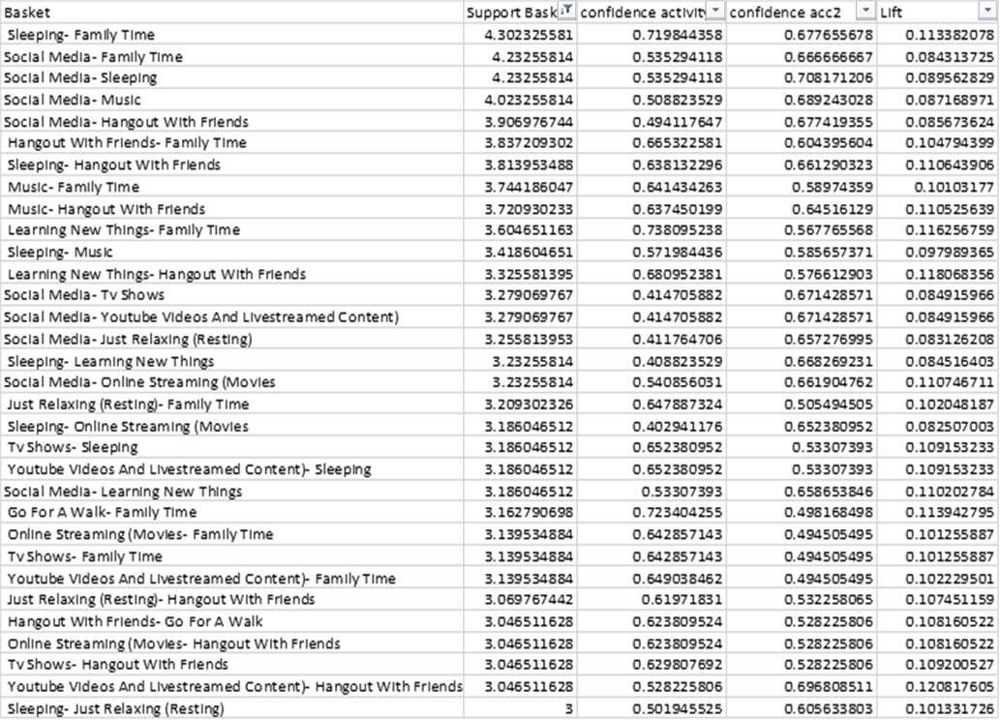 Basket Support Bask confidence activit confidence acc2 Lift
Sleeping- Family Time 4.302325581 0.719844358 0.677655678 0.113382078
Social Media- Family Time 4.23255814 0.535294118 0.666666667 0.084313725
Social Media- Sleeping 4.23255814 0.535294118 0.708171206 0.089562829
Social Media- Music 4.023255814 0.508823529 0.689243028 0.087168971
Social Media- Hangout With Friends 3.906976744 0.494117647 0.677419355 0.085673624
Hangout With Friends- Family Time 3.837209302 0.665322581 0.604395604 0.104794399
Sleeping- Hangout With Friends 3.813953488 0.638132296 0.661290323 0.110643906
Music- Family Time 3.744186047 0.641434263 0.58974359 0.10103177
Music- Hangout With Friends 3.720930233 0.637450199 0.64516129 0.110525639
Learning New Things- Family Time 3.604651163 0.738095238 0.567765568 0.116256759
Sleeping- Music 3.418604651 0.571984436 0.585657371 0.097989365
Learning New Things- Hangout With Friends 3.325581395 0.680952381 0.576612903 0.118068356
Social Media- Tv Shows 3.279069767 0.414705882 0.671428571 0.084915966
Social Media- Youtube Videos And Livestreamed Content) 3.279069767 0.414705882 0.671428571 0.084915966
Social Media- Just Relaxing (Resting) 3.255813953 0.411764706 0.657276995 0.083126208
Sleeping- Learning New Things 3.23255814 0.408829529 0.668269231 0.084516403
Social Media- Online Streaming (Movies 3.23255814 0.540856031 0.661904762 0.110746711
Just Relaxing (Resting)- Family Time 3.209302326 0.647887324 0.505494505 0.102048187
Sleeping- Online Streaming (Movies 3.186046512 0.402941176 0.652380952 0.082507003
Tv Shows- Sleeping 3.186046512 0.652380952 0.53307393 0.109153233
Youtube Videos And Livestreamed Content)- Sleeping 3.186046512 0.652380952 0.53307393 0.109153233
Social Media- Learning New Things 3.186046512 0.53307393 0.658653846 0.110202784
Go For A Walk- Family Time 3.162790698 0.723404255 0.498168498 0.113942795
Online Streaming (Movies- Family Time 3.139534884 0.642857143 0.494505495 0.101255887
Tv Shows- Family Time 3.139534884 0.642857143 0.494505495 0.101255887
Youtube Videos And Livestreamed Content)- Family Time 3.139534884 0.649038462 0.494505495 0.102229501
Just Relaxing (Resting)- Hangout With Friends 3.069767442 0.61971831 0.532258065 0.107451159
Hangout With Friends- Go For A Walk 3.046511628 0.623809524 0.528225806 0.108160522
Online Streaming (Movies- Hangout With Friends 3.046511628 0.623809524 0.528225806 0.108160522
Tv Shows- Hangout With Friends 3.046511628 0.629807692 0.528225806 0.109200527
Youtube Videos And Livestreamed Content)- Hangout With Friends 3.046511628 0.528225806 0.696808511 0.120817605
Sleeping- Just Relaxing (Resting) 3 0.501945525 0.605633803 0.101331726